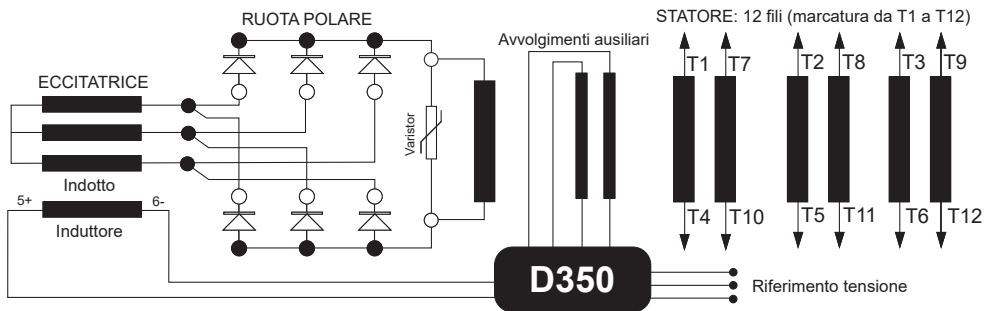 RUOTA POLARE
STATORE: 12 fili (marcatura da T1 a T12)
Avvolgimenti ausiliari
ECCITATRICE
T1 T7 T2 T8 T3 T9
Varistor
Indotto
5+ 6-
Induttore
T4 T10 T5 T11 T6 T12
D350
Riferimento tensione